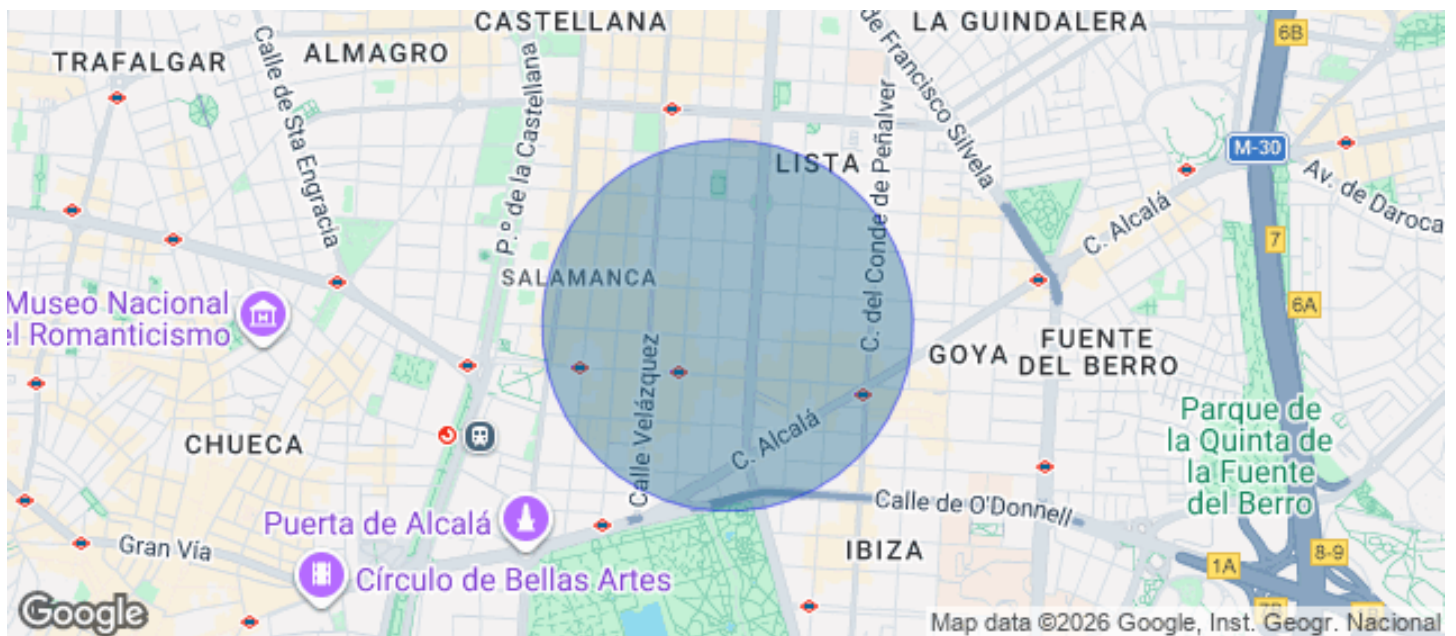 CASTELLANA
LA GUINDALERA
TRAFALGAR
ALMAGRO
Calle de Sta Engracia
P.º de la Castellana
de Francisco Silvela
6B
M-30
LISTA
C. del Conde de Peñalver
Av. de Daroca
C. Alcalá
7
SALAMANCA
Museo Nacional
el Romanticismo
6A
GOYA
FUENTE
DEL BERRO
Calle Velázquez
C. Alcalá
CHUECA
Parque de
la Quinta de
la Fuente
del Berro
Puerta de Alcalá
Calle de O'Donnell
Gran Vía
IBIZA
8-9
1A
Círculo de Bellas Artes
Google
Map data ©2026 Google, Inst. Geogr. Nacional